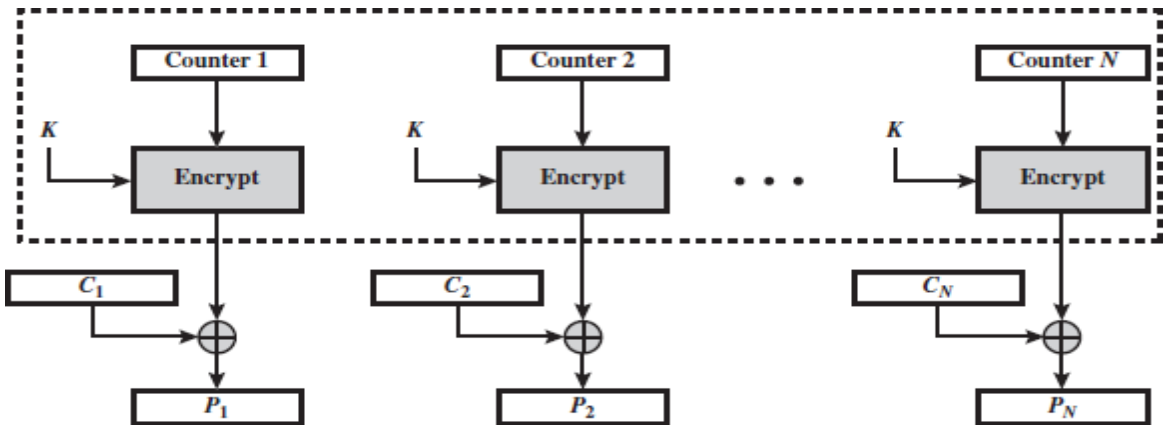 Counter 1 Counter 2 Counter N
K K K
Encrypt Encrypt • • • Encrypt
C1 C2 CN
P1 P2 PN